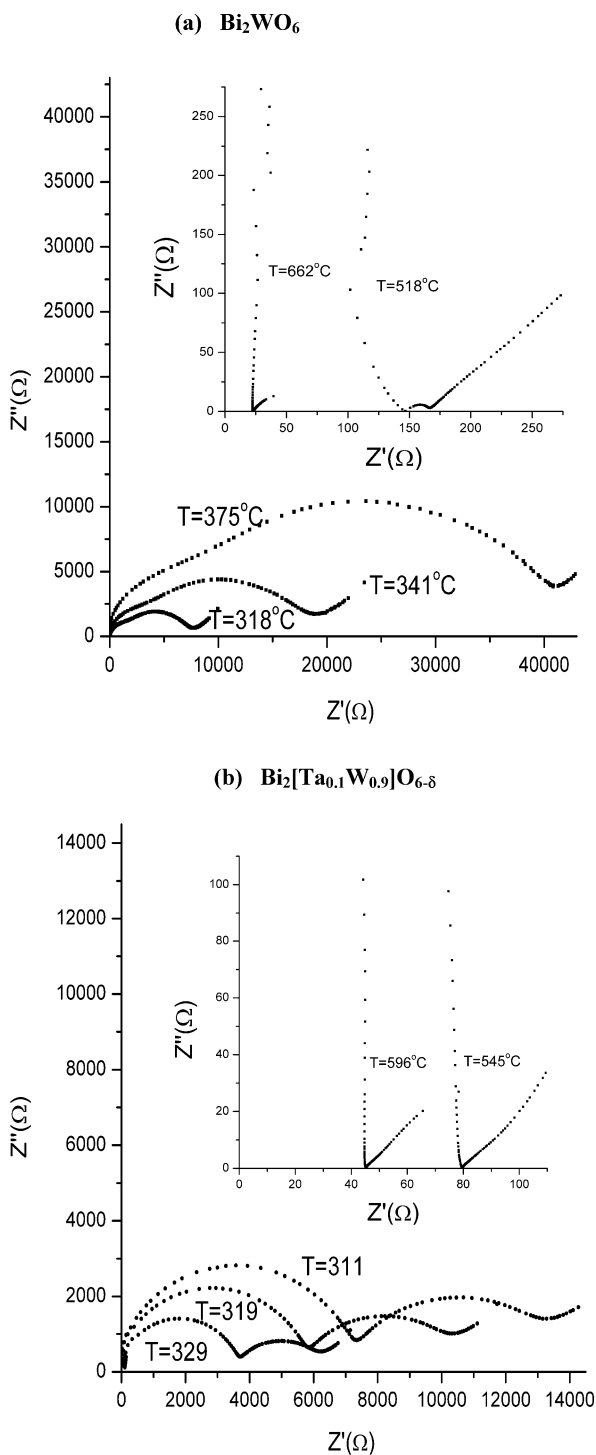 (a) Bi₂WO₆
40000
35000
30000
25000
20000
15000
10000
5000
0
Z''(Ω)
0 10000 20000 30000 40000
Z'(Ω)
250
200
150
100
50
0
Z''(Ω)
0 50 100 150 200 250
Z'(Ω)
T=662°C
T=518°C
T=375°C
T=341°C
T=318°C
(b) Bi₂[Ta₀.₁W₀.₉]O₆₋δ
14000
12000
10000
8000
6000
4000
2000
0
Z''(Ω)
0 2000 4000 6000 8000 10000 12000 14000
Z'(Ω)
100
80
60
40
20
0
Z''(Ω)
0 20 40 60 80 100
Z'(Ω)
T=596°C
T=545°C
T=311
T=319
T=329